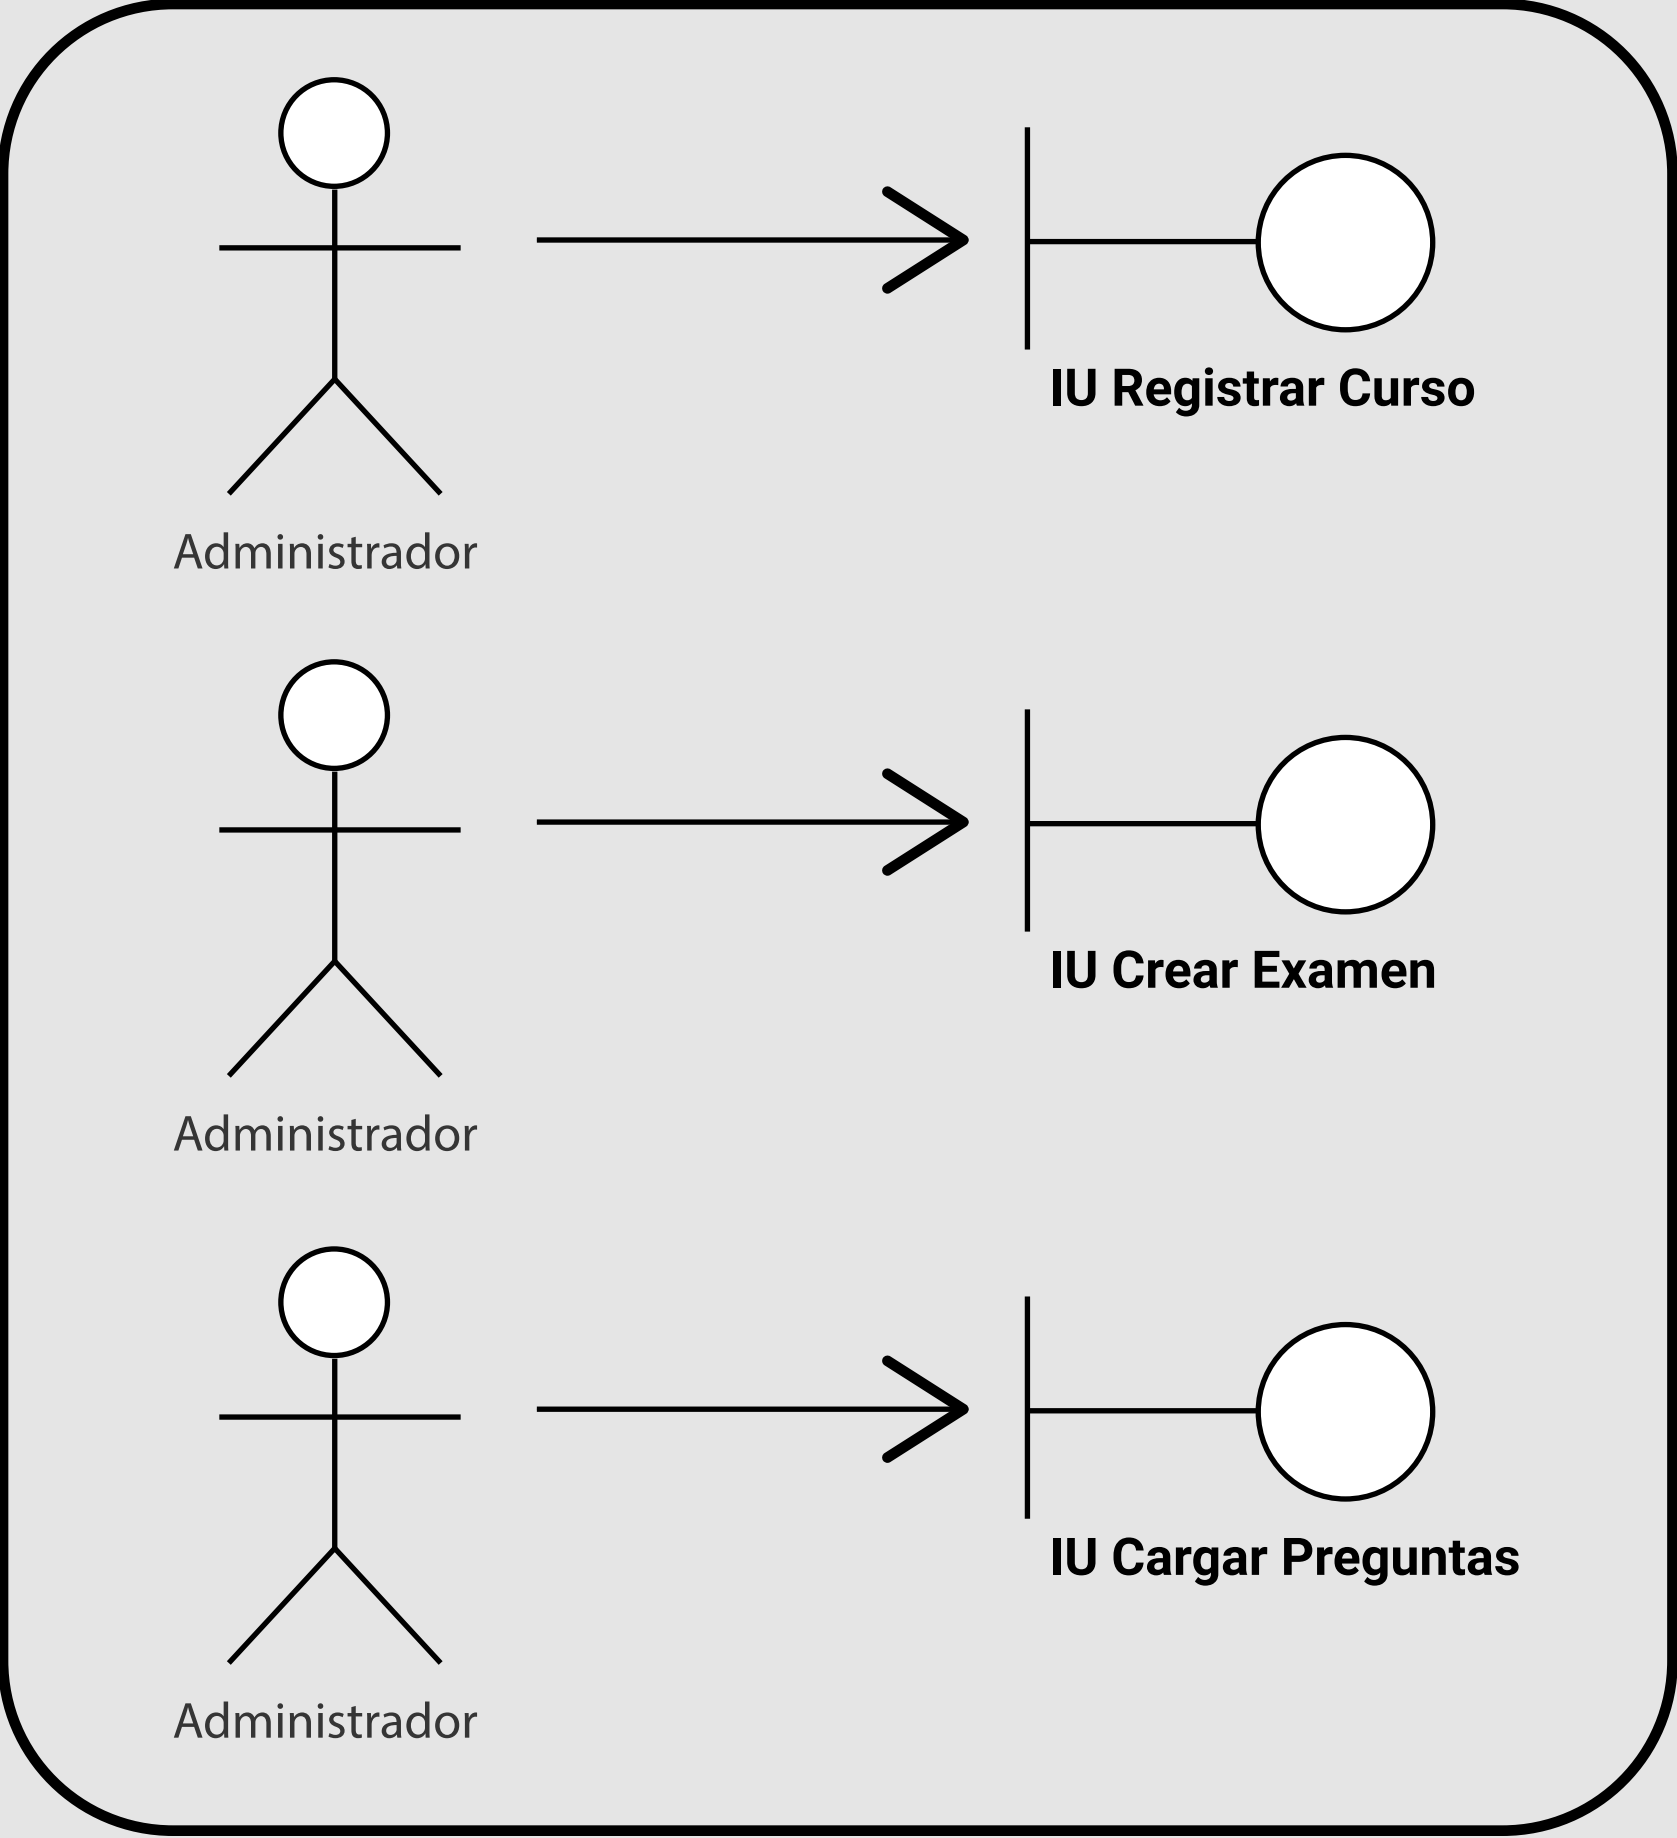 IU Registrar Curso
Administrador
IU Crear Examen
Administrador
IU Cargar Preguntas
Administrador